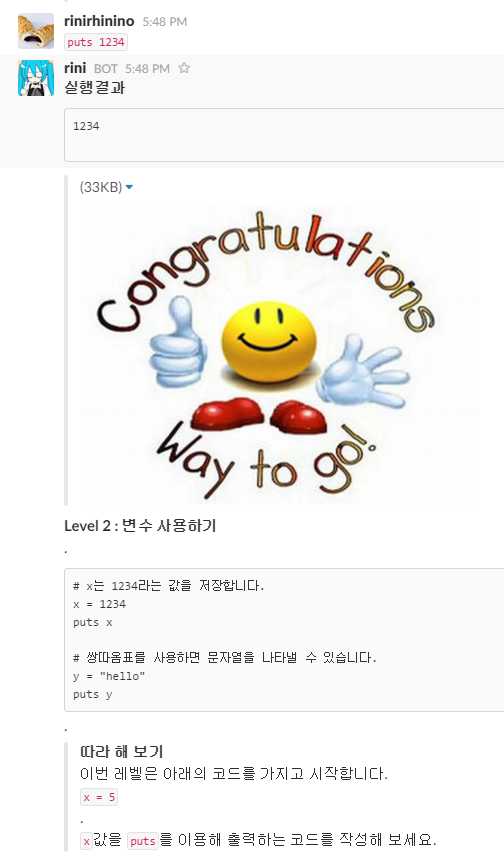 rinirhinino 5:48 PM
puts 1234
rini BOT 5:48 PM
실행결과
1234
(33KB)
Congratulations
Way to go!
Level 2 : 변수 사용하기
.
# x는 1234라는 값을 저장합니다.
x = 1234
puts x
# 쌍따옴표를 사용하면 문자열을 나타낼 수 있습니다.
y = "hello"
puts y
.
따라 해 보기
이번 레벨은 아래의 코드를 가지고 시작합니다.
x = 5
.
x값을 puts를 이용해 출력하는 코드를 작성해 보세요.